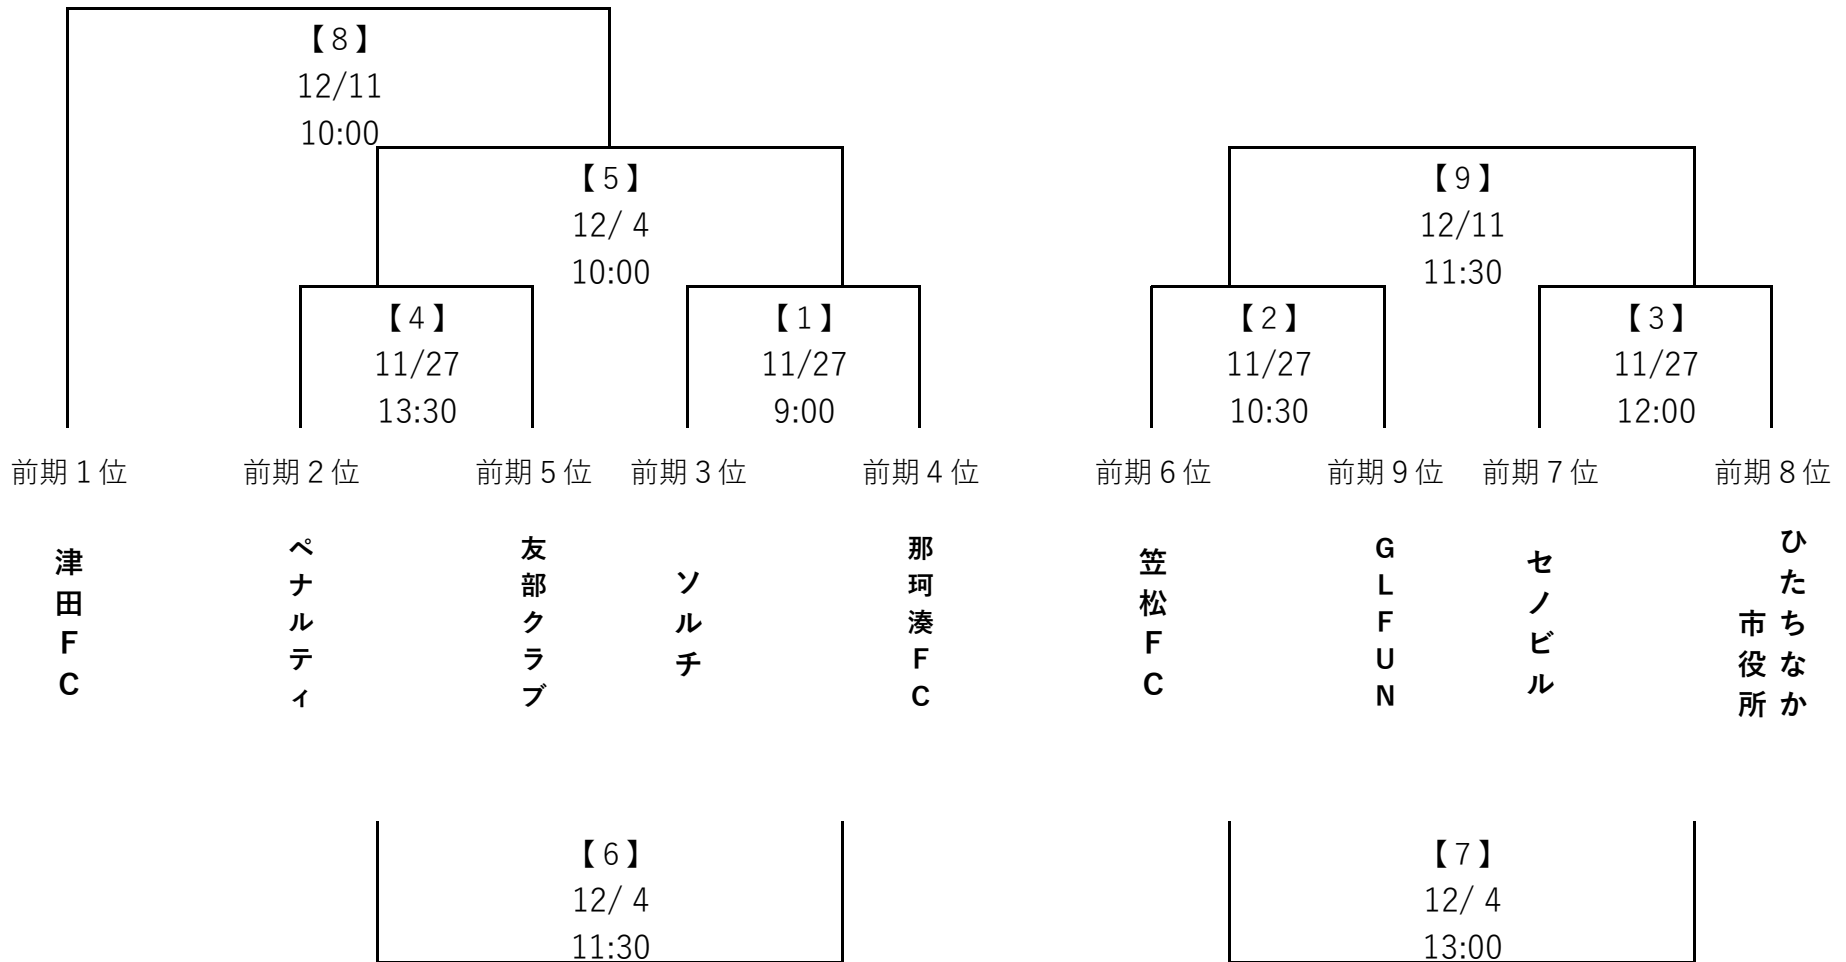 【8】
12/11
10:00
【5】
12/ 4
10:00
【9】
12/11
11:30
【4】
11/27
13:30
【1】
11/27
9:00
【2】
11/27
10:30
【3】
11/27
12:00
前期1位
前期2位
前期5位
前期3位
前期4位
前期6位
前期9位
前期7位
前期8位
津田FC
ペナルティ
友部クラブ
ソルチ
那珂湊FC
笠松FC
GLFUN
セノビル
ひたちなか
市役所
【6】
12/ 4
11:30
【7】
12/ 4
13:00